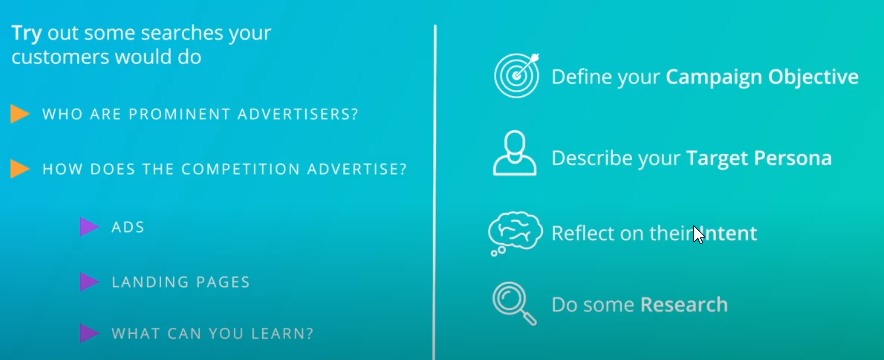 Try out some searches your
customers would do
WHO ARE PROMINENT ADVERTISERS?
HOW DOES THE COMPETITION ADVERTISE?
ADS
LANDING PAGES
WHAT CAN YOU LEARN?
Define your Campaign Objective
Describe your Target Persona
Reflect on their Intent
Do some Research